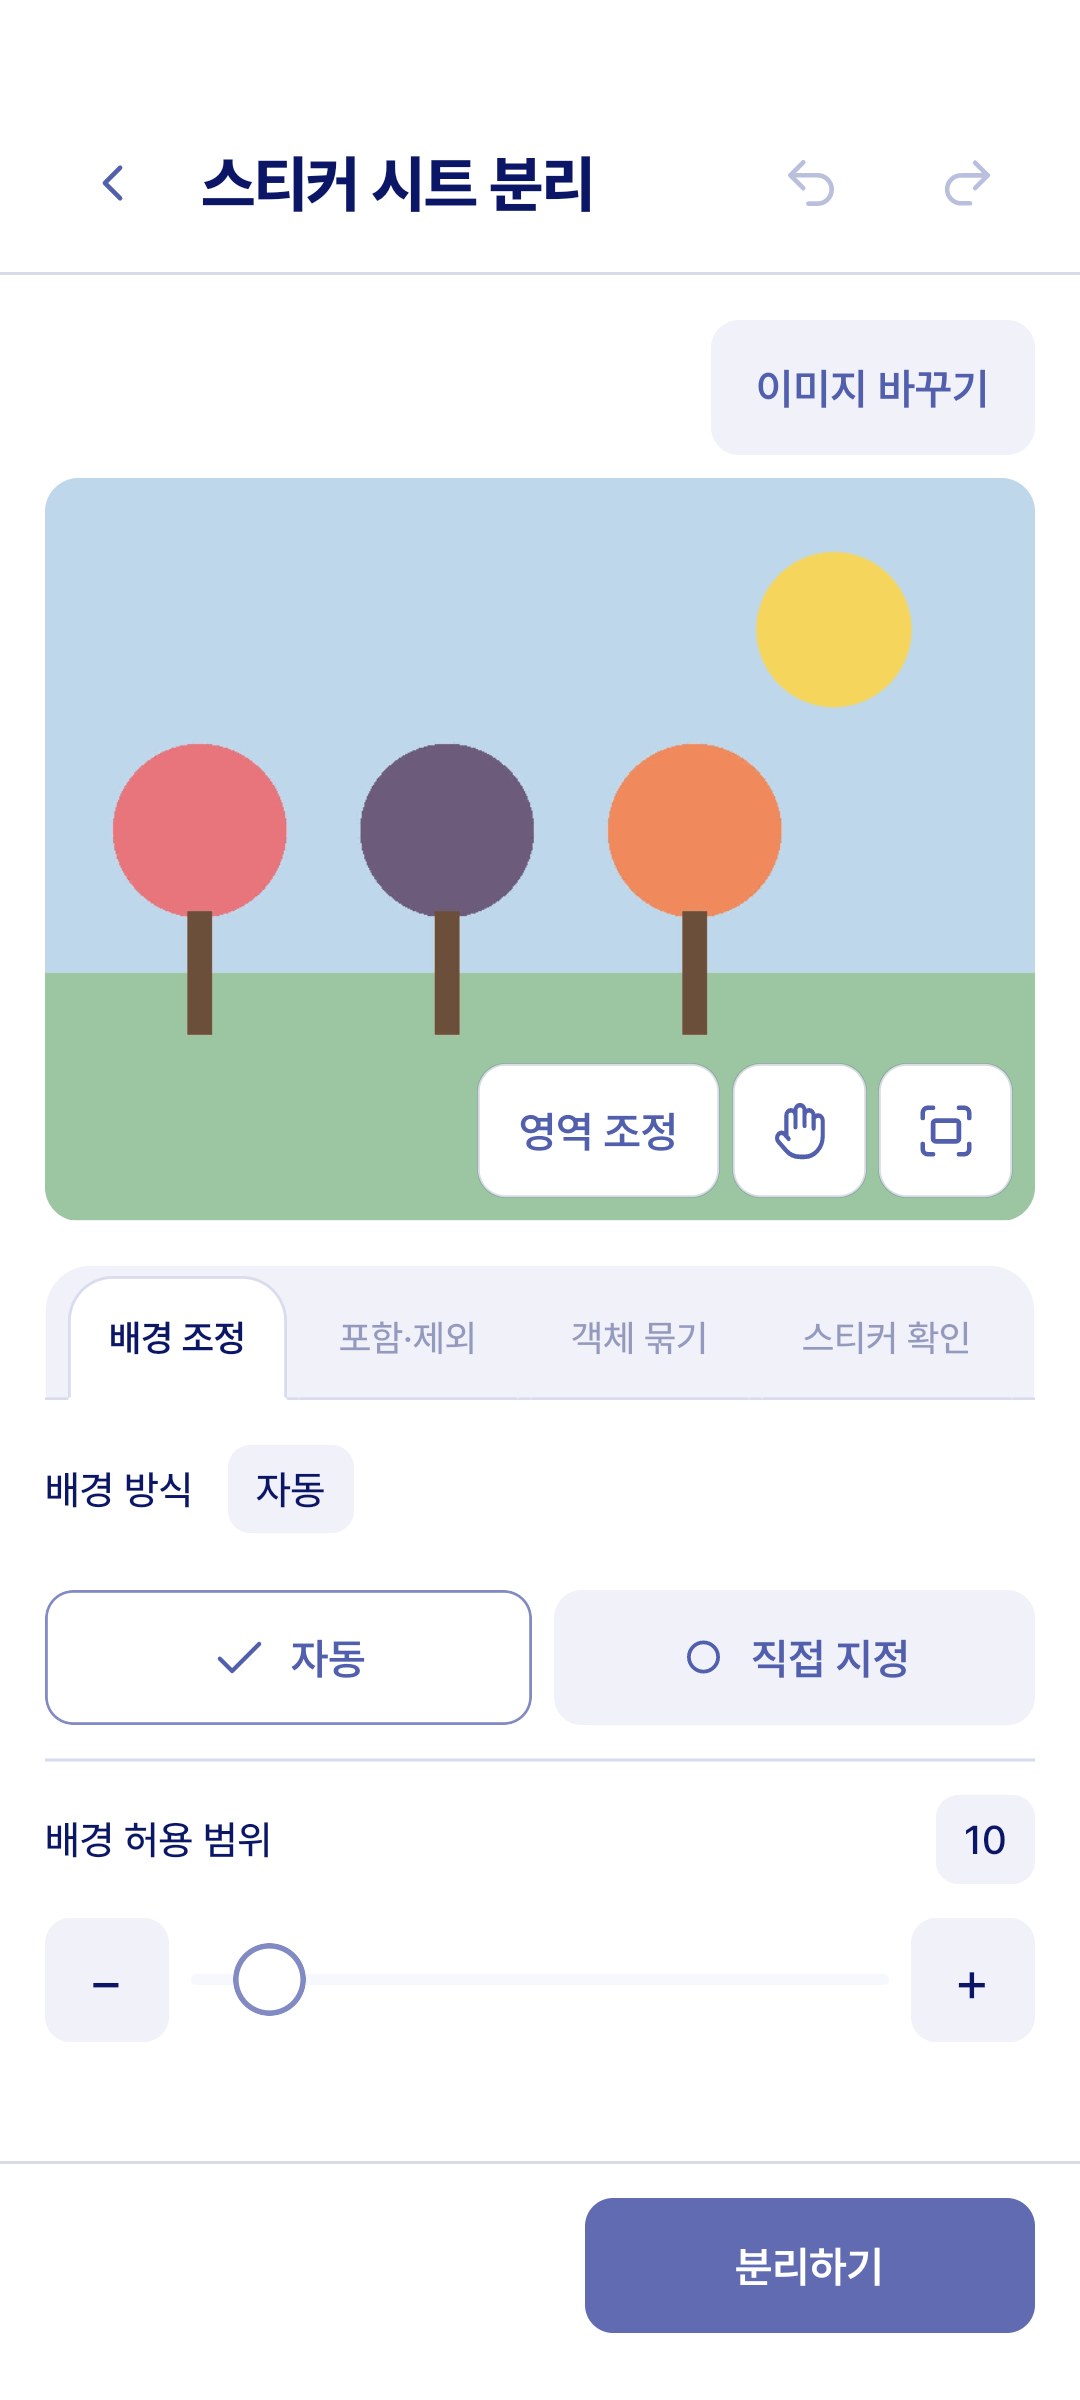 스티커 시트 분리
이미지 바꾸기
영역 조정
배경 조정 포함·제외 객체 묶기 스티커 확인
배경 방식 자동
자동 직접 지정
배경 허용 범위 10
− +
분리하기